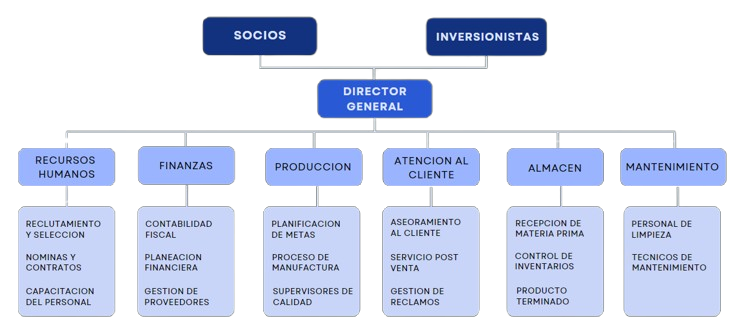 SOCIOS
INVERSIONISTAS
DIRECTOR
GENERAL
RECURSOS
HUMANOS
FINANZAS
PRODUCCION
ATENCION AL
CLIENTE
ALMACEN
MANTENIMIENTO
RECLUTAMIENTO
Y SELECCION
NOMINAS Y
CONTRATOS
CAPACITACION
DEL PERSONAL
CONTABILIDAD
FISCAL
PLANEACION
FINANCIERA
GESTION DE
PROVEEDORES
PLANIFICACION
DE METAS
PROCESO DE
MANUFACTURA
SUPERVISORES DE
CALIDAD
ASEORAMIENTO
AL CLIENTE
SERVICIO POST
VENTA
GESTION DE
RECLAMOS
RECEPCION DE
MATERIA PRIMA
CONTROL DE
INVENTARIOS
PRODUCTO
TERMINADO
PERSONAL DE
LIMPIEZA
TECNICOS DE
MANTENIMIENTO